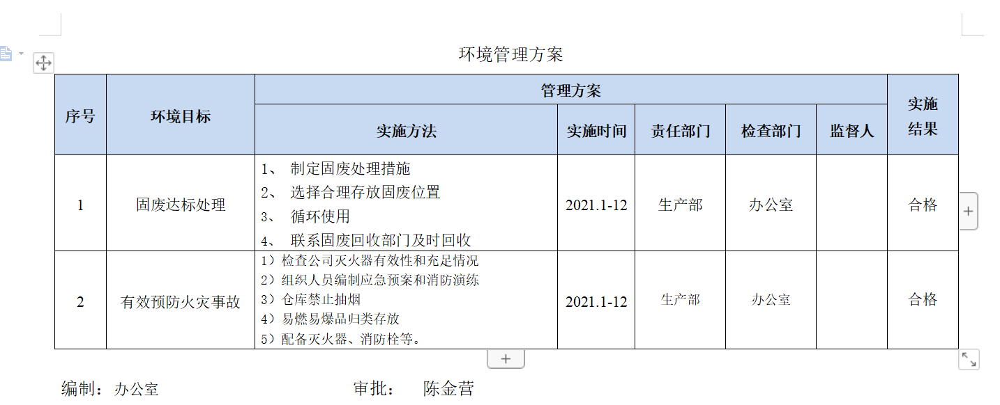 环境管理方案
序号 环境目标 管理方案 实施结果
实施方法 实施时间 责任部门 检查部门 监督人
1 固废达标处理 2021.1-12 生产部 办公室 合格
1、 制定固废处理措施
2、 选择合理存放固废位置
3、 循环使用
4、 联系固废回收部门及时回收
2 有效预防火灾事故 2021.1-12 生产部 办公室 合格
1）检查公司灭火器有效性和充足情况
2）组织人员编制应急预案和消防演练
3）仓库禁止抽烟
4）易燃易爆品归类存放
5）配备灭火器、消防栓等。
编制：办公室 审批： 陈金营